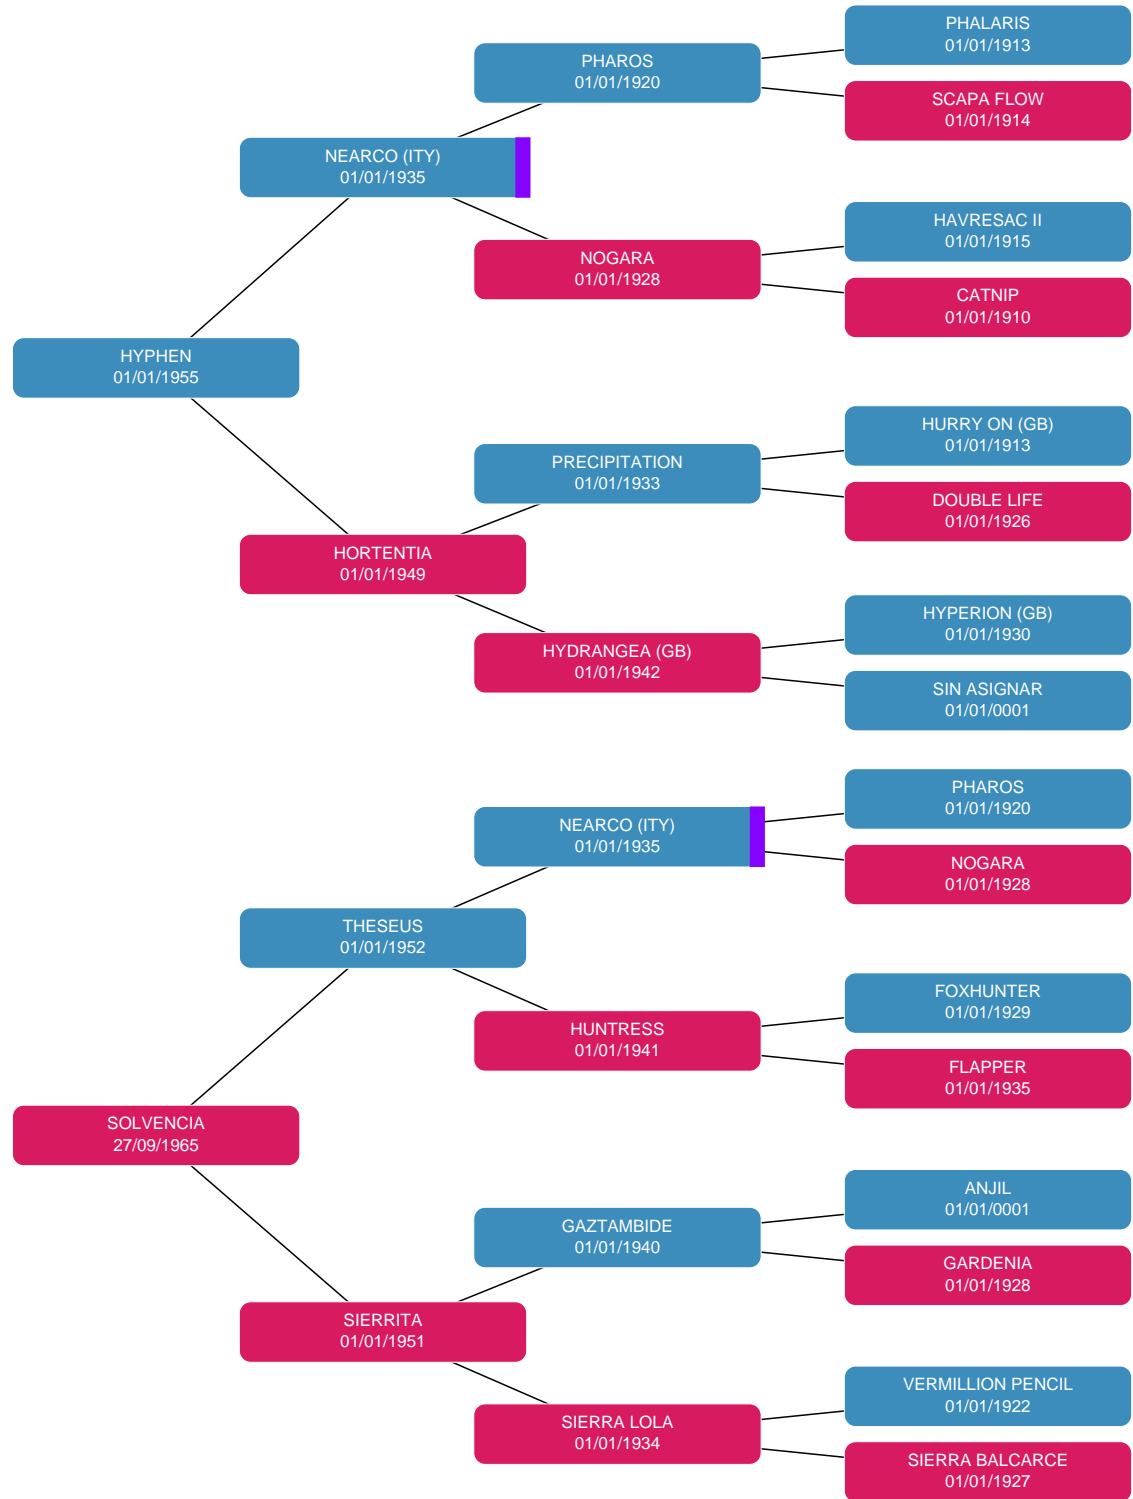 PHALARIS
01/01/1913
PHAROS
01/01/1920
SCAPA FLOW
01/01/1914
NEARCO (ITY)
01/01/1935
HAVRESAC II
01/01/1915
NOGARA
01/01/1928
CATNIP
01/01/1910
HYPHEN
01/01/1955
HURRY ON (GB)
01/01/1913
PRECIPITATION
01/01/1933
DOUBLE LIFE
01/01/1926
HORTENTIA
01/01/1949
HYPERION (GB)
01/01/1930
HYDRANGEA (GB)
01/01/1942
SIN ASIGNAR
01/01/0001
PHAROS
01/01/1920
NEARCO (ITY)
01/01/1935
NOGARA
01/01/1928
THESEUS
01/01/1952
FOXHUNTER
01/01/1929
HUNTRESS
01/01/1941
FLAPPER
01/01/1935
SOLVENCIA
27/09/1965
ANJIL
01/01/0001
GAZTAMBIDE
01/01/1940
GARDENIA
01/01/1928
SIERRITA
01/01/1951
VERMILLION PENCIL
01/01/1922
SIERRA LOLA
01/01/1934
SIERRA BALCARCE
01/01/1927